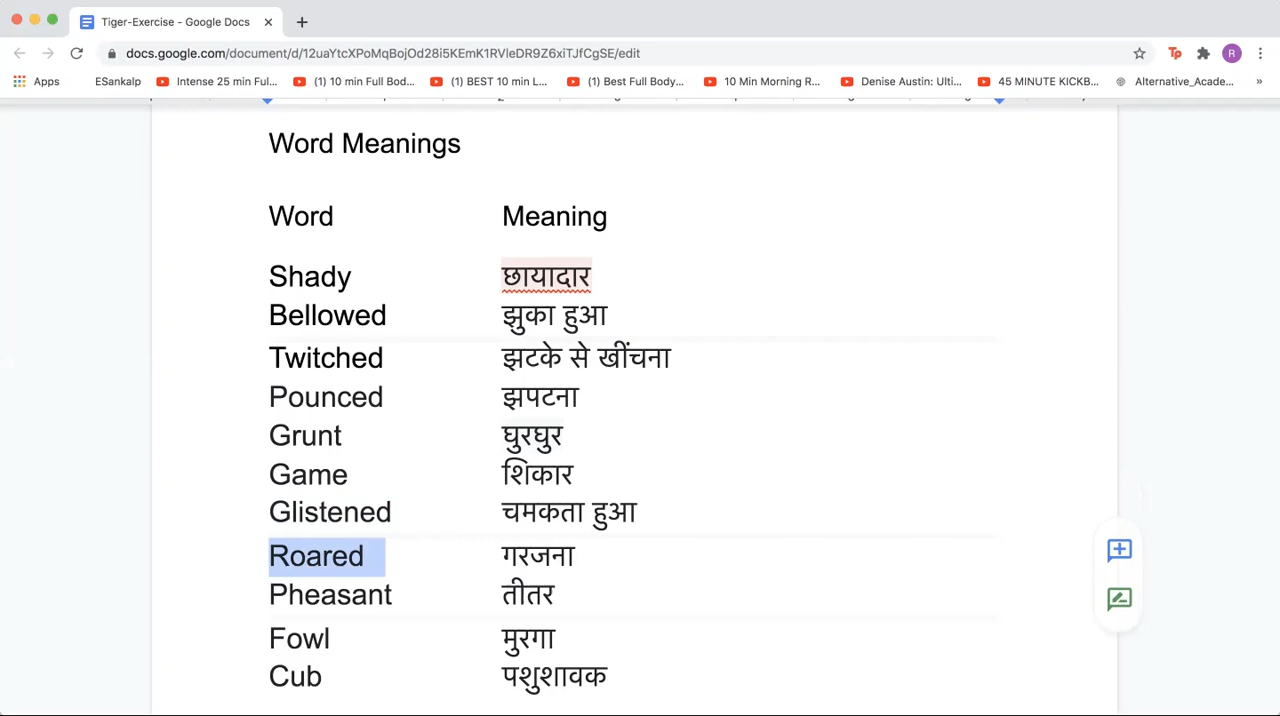 Tiger-Exercise - Google Docs
docs.google.com/document/d/12uaYtcXPoMqBojOd28i5KEmK1RVleDR9Z6xiTJfCgSE/edit
Tp
R
Apps ESankalp Intense 25 min Ful... (1) 10 min Full Bod... (1) BEST 10 min L... (1) Best Full Body... 10 Min Morning R... Denise Austin: Ulti... 45 MINUTE KICKB... Alternative_Acade... »
Word Meanings
Word Meaning
Shady छायादार
Bellowed झुका हुआ
Twitched झटके से खींचना
Pounced झपटना
Grunt घुरघुर
Game शिकार
Glistened चमकता हुआ
Roared गरजना
Pheasant तीतर
Fowl मुरगा
Cub पशुशावक